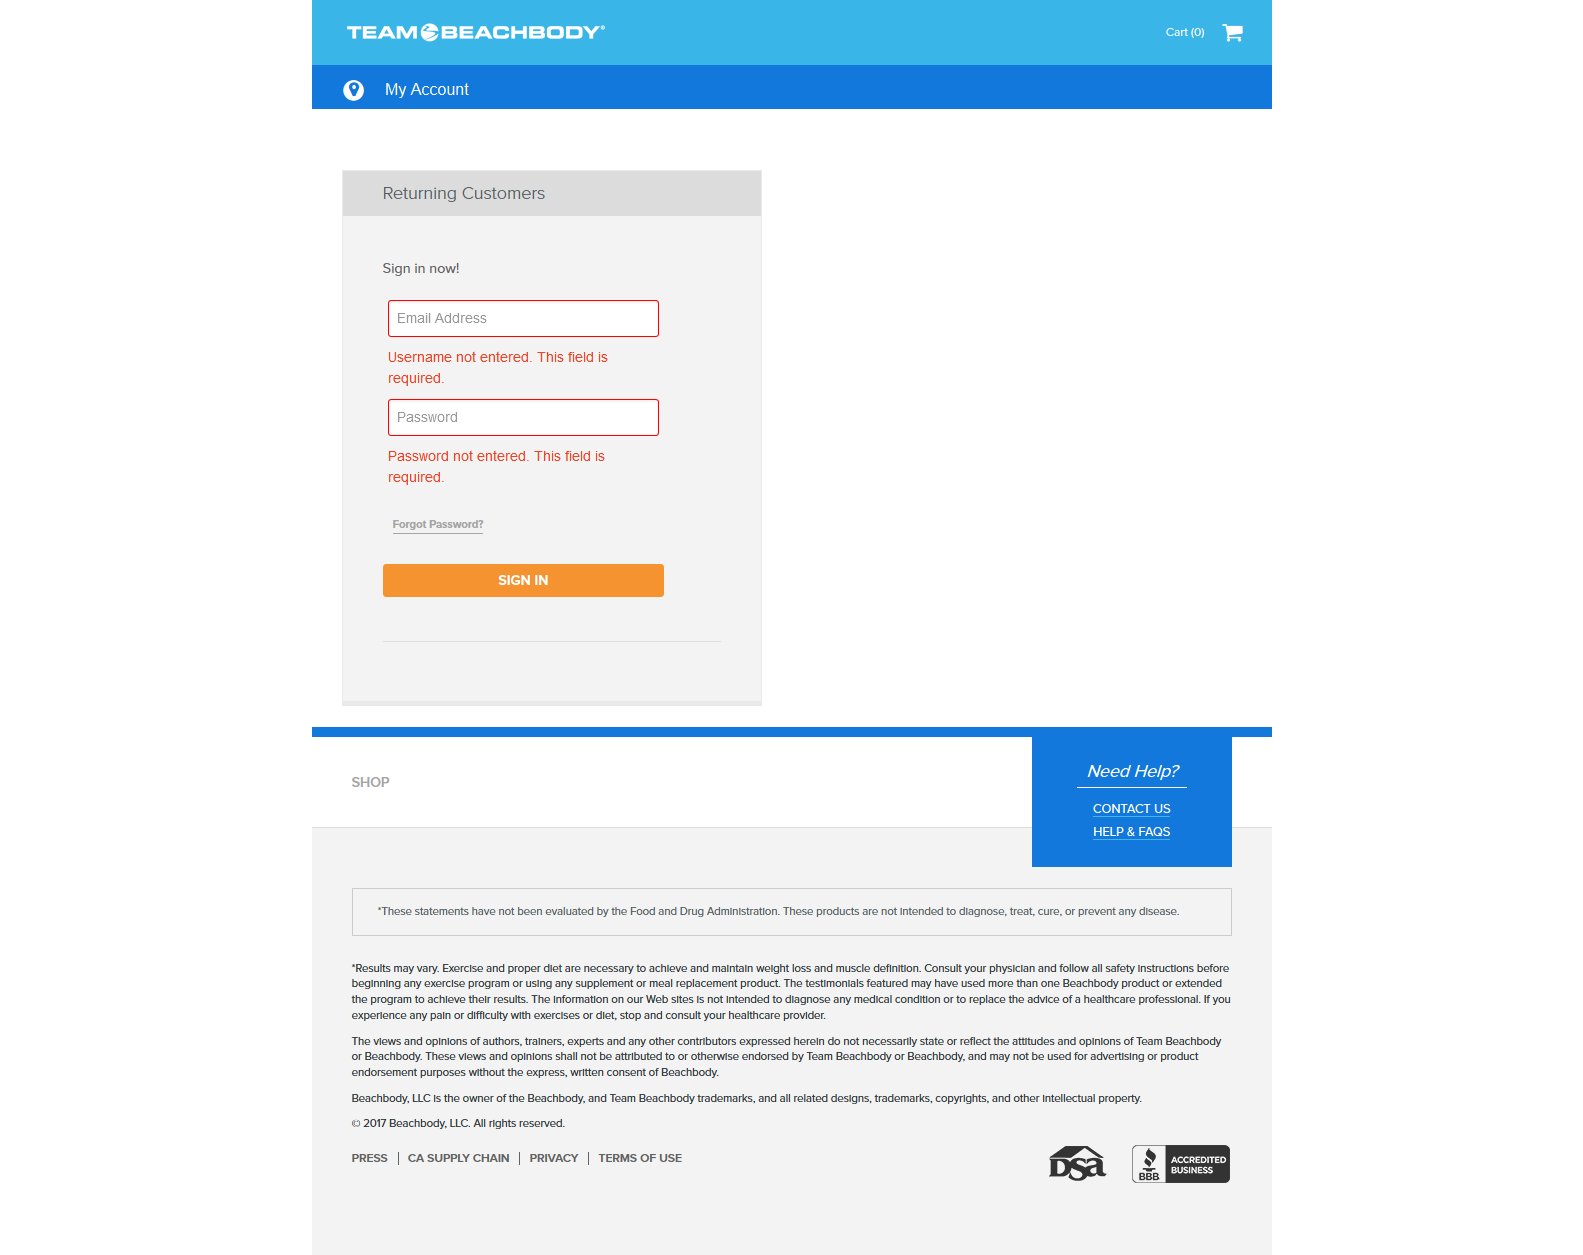 TEAM BEACHBODY®
Cart (0)
My Account
Returning Customers
Sign in now!
Email Address
Username not entered. This field is
required.
Password
Password not entered. This field is
required.
Forgot Password?
SIGN IN
SHOP
Need Help?
CONTACT US
HELP & FAQS
*These statements have not been evaluated by the Food and Drug Administration. These products are not intended to diagnose, treat, cure, or prevent any disease.
*Results may vary. Exercise and proper diet are necessary to achieve and maintain weight loss and muscle definition. Consult your physician and follow all safety instructions before
beginning any exercise program or using any supplement or meal replacement product. The testimonials featured may have used more than one Beachbody product or extended
the program to achieve their results. The information on our Web sites is not intended to diagnose any medical condition or to replace the advice of a healthcare professional. If you
experience any pain or difficulty with exercises or diet, stop and consult your healthcare provider.
The views and opinions of authors, trainers, experts and any other contributors expressed herein do not necessarily state or reflect the attitudes and opinions of Team Beachbody
or Beachbody. These views and opinions shall not be attributed to or otherwise endorsed by Team Beachbody or Beachbody, and may not be used for advertising or product
endorsement purposes without the express, written consent of Beachbody.
Beachbody, LLC is the owner of the Beachbody, and Team Beachbody trademarks, and all related designs, trademarks, copyrights, and other intellectual property.
© 2017 Beachbody, LLC. All rights reserved.
PRESS | CA SUPPLY CHAIN | PRIVACY | TERMS OF USE
DSa
BBB
ACCREDITED
BUSINESS